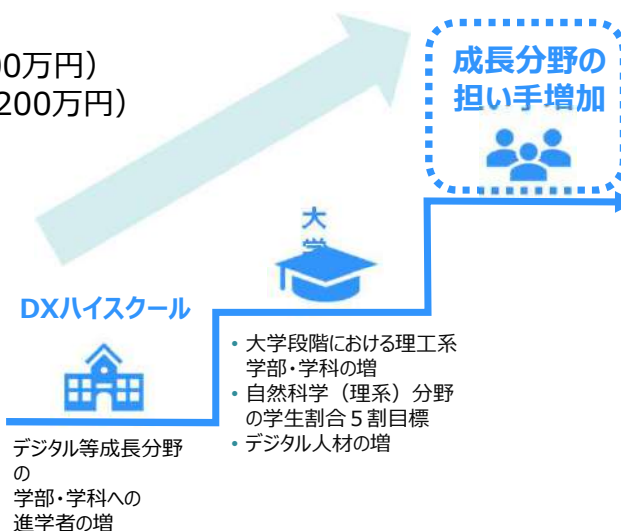 00万円）
200万円）
成長分野の
担い手増加
大
学
DXハイスクール
• 大学段階における理工系
学部・学科の増
• 自然科学（理系）分野
の学生割合５割目標
• デジタル人材の増
デジタル等成長分野
の
学部・学科への
進学者の増